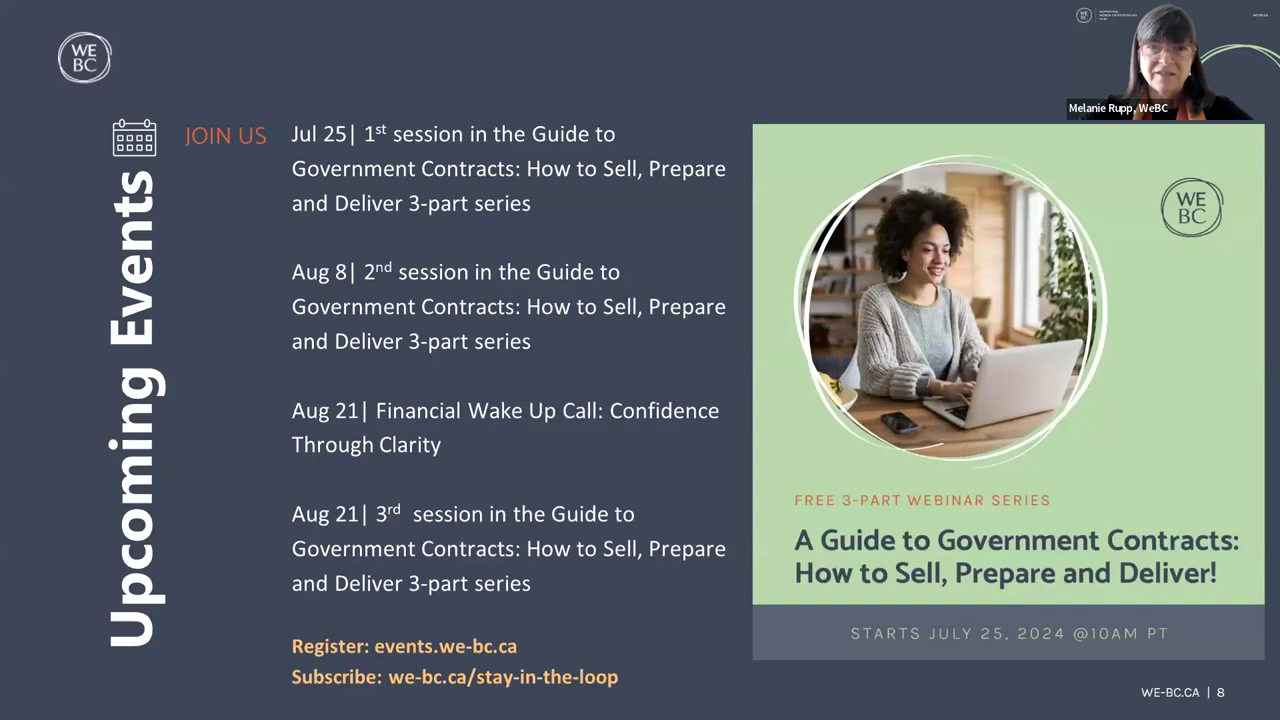 WE
BC
Upcoming Events
JOIN US
Jul 25| 1st session in the Guide to
Government Contracts: How to Sell, Prepare
and Deliver 3-part series
Aug 8| 2nd session in the Guide to
Government Contracts: How to Sell, Prepare
and Deliver 3-part series
Aug 21| Financial Wake Up Call: Confidence
Through Clarity
Aug 21| 3rd session in the Guide to
Government Contracts: How to Sell, Prepare
and Deliver 3-part series
Register: events.we-bc.ca
Subscribe: we-bc.ca/stay-in-the-loop
WE
BC
Melanie Rupp, WeBC
WE
BC
FREE 3-PART WEBINAR SERIES
A Guide to Government Contracts:
How to Sell, Prepare and Deliver!
STARTS JULY 25, 2024 @10AM PT
WE-BC.CA | 8